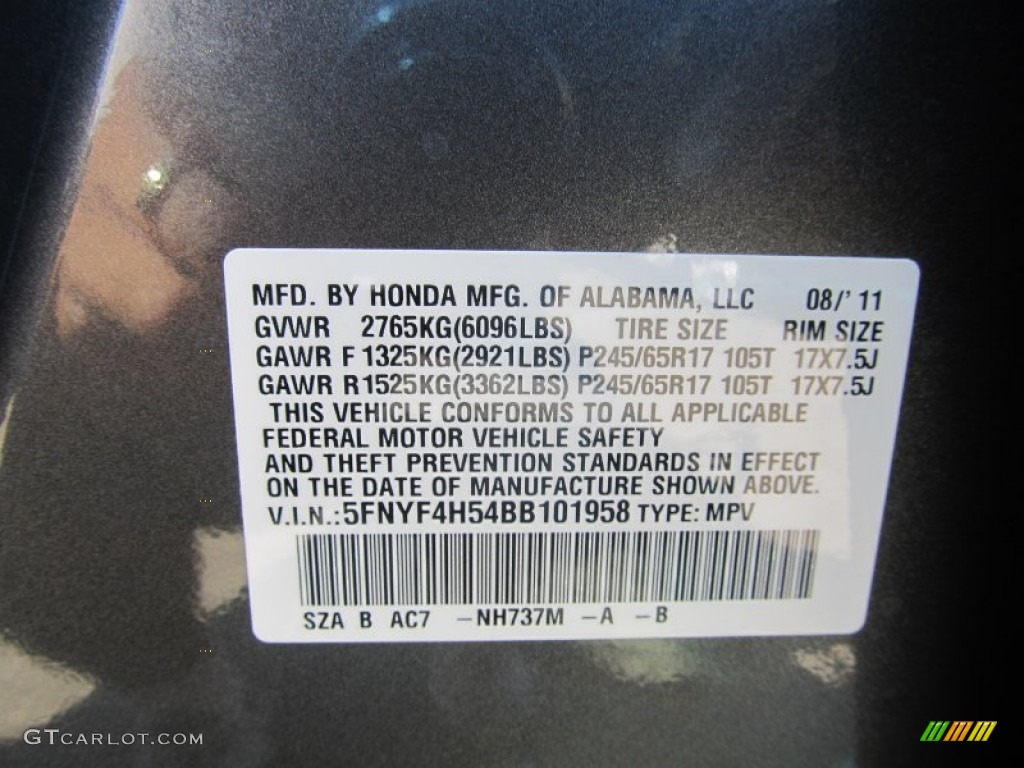 MFD. BY HONDA MFG. OF ALABAMA, LLC 08/'11
GVWR 2765KG(6096LBS) TIRE SIZE RIM SIZE
GAWR F 1325KG(2921LBS) P245/65R17 105T 17X7.5J
GAWR R 1525KG(3362LBS) P245/65R17 105T 17X7.5J
THIS VEHICLE CONFORMS TO ALL APPLICABLE
FEDERAL MOTOR VEHICLE SAFETY
AND THEFT PREVENTION STANDARDS IN EFFECT
ON THE DATE OF MANUFACTURE SHOWN ABOVE.
V.I.N.:5FNYF4H54BB101958 TYPE: MPV
SZA B AC7 –NH737M –A –B
GTCARLOT.COM